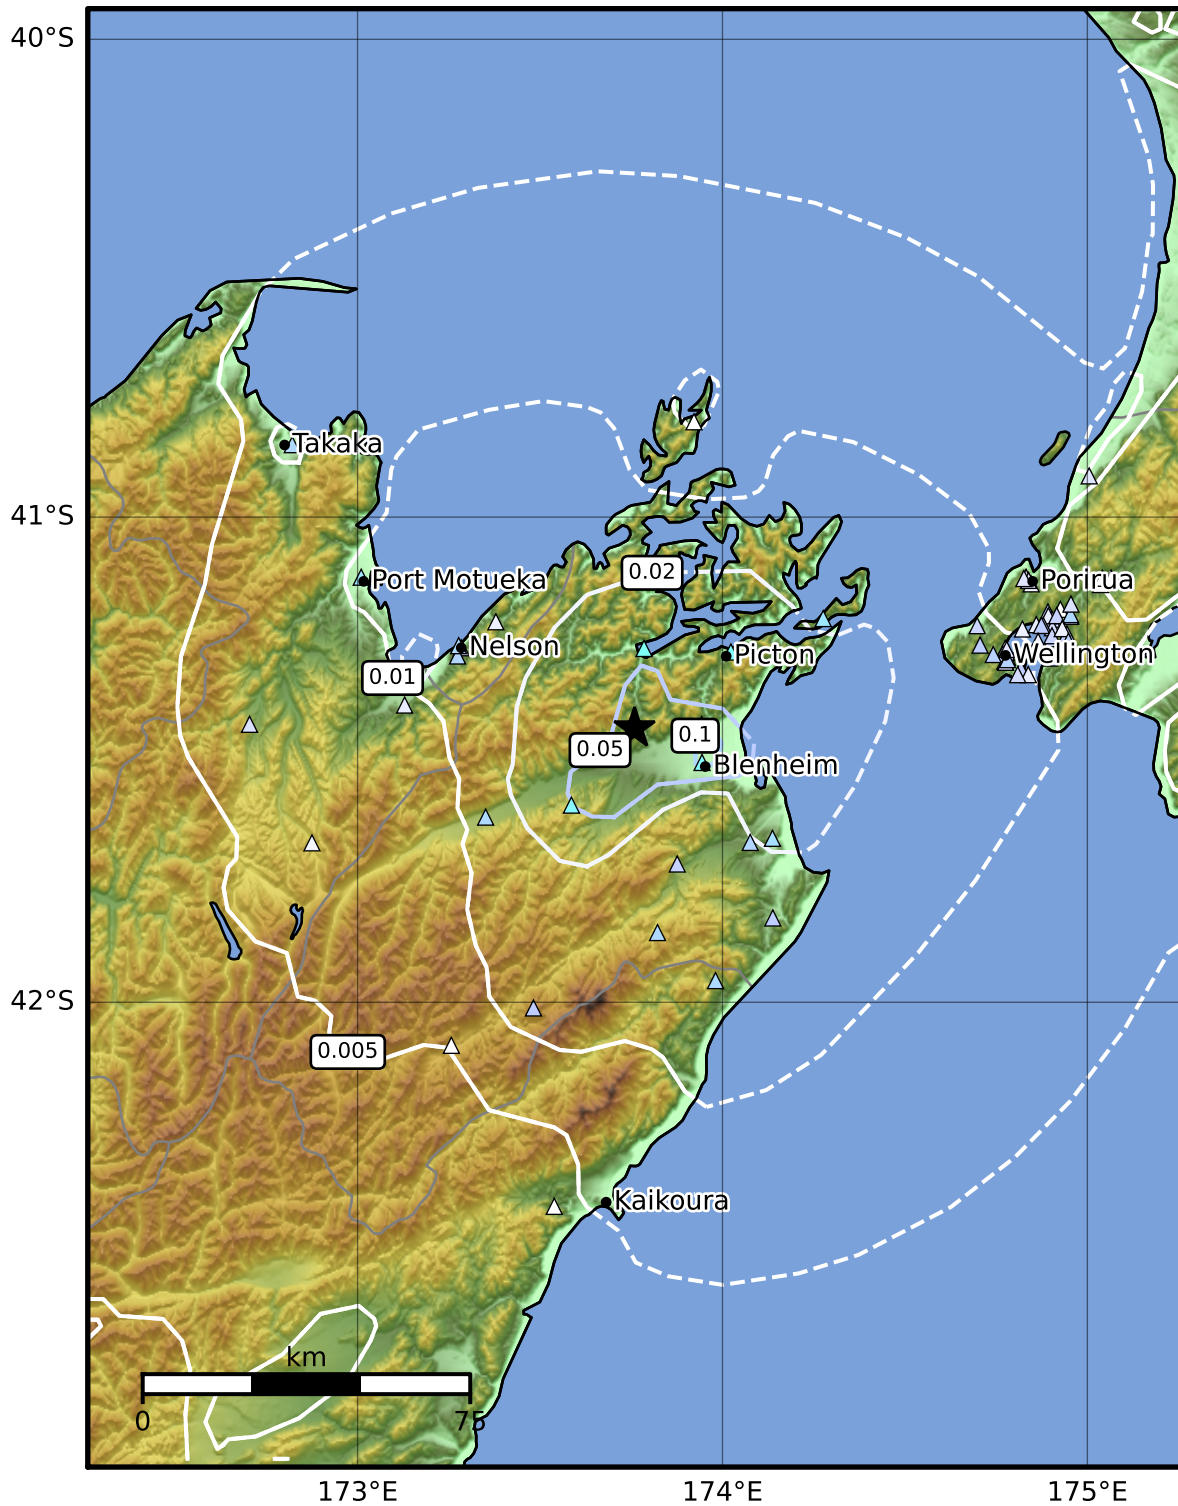 40°S
Takaka
41°S
0.02
Port Motueka
Porirua
Nelson
Picton
Wellington
0.01
0.1
0.05
Blenheim
42°S
0.005
Kaikoura
km
0
75
173°E
174°E
175°E